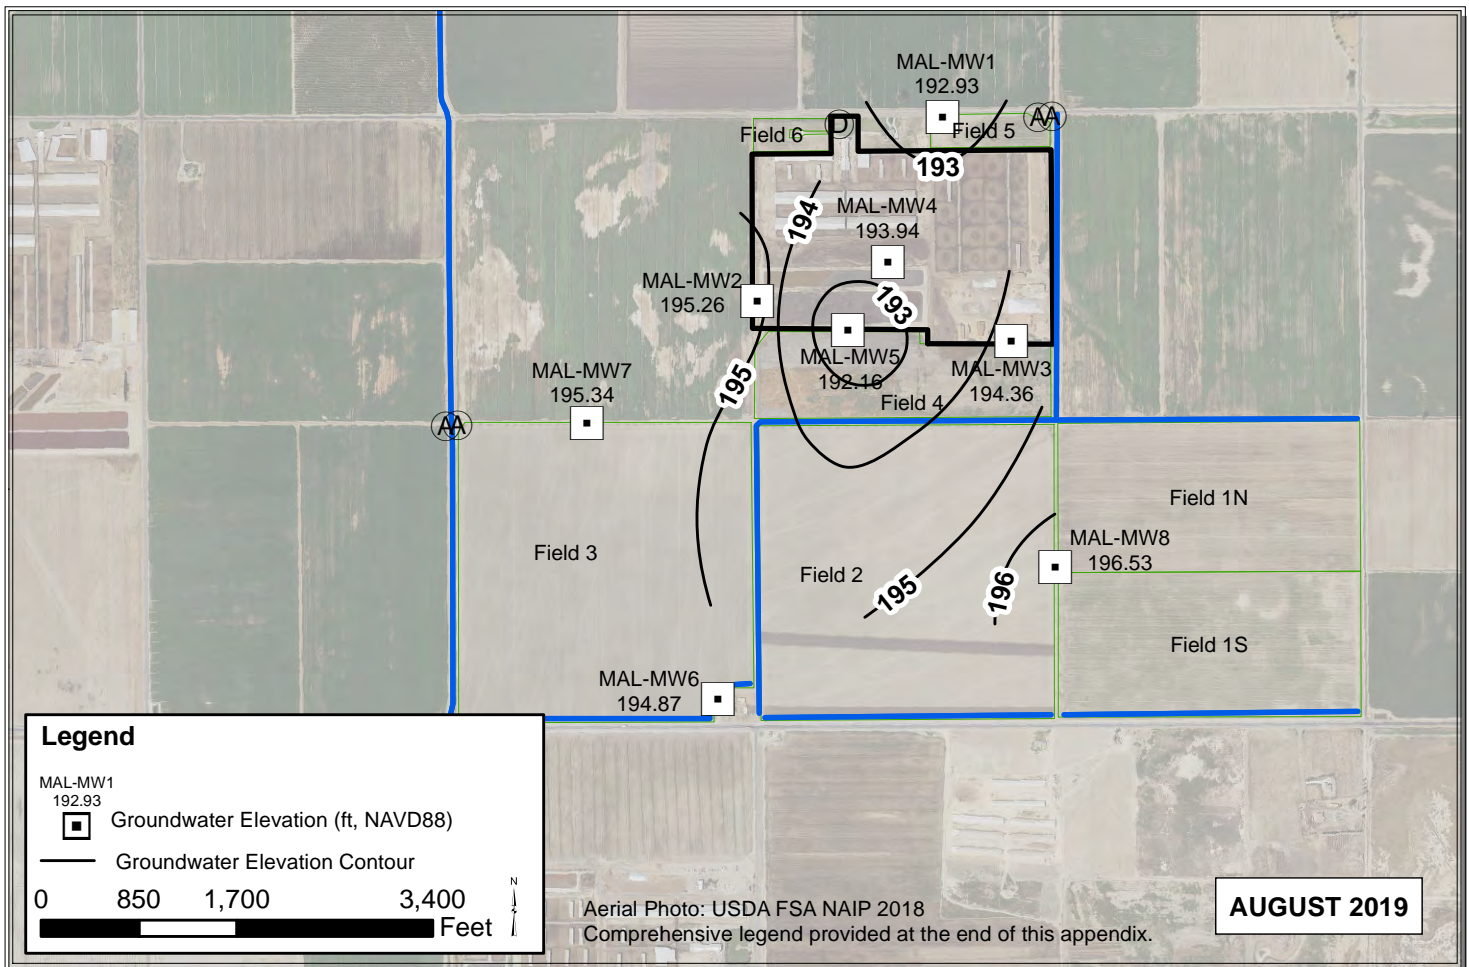 MAL-MW1
192.93
AA
D
Field 6
Field 5
193
MAL-MW4
193.94
194
MAL-MW2
195.26
193
MAL-MW5
192.16
MAL-MW3
194.36
MAL-MW7
195.34
195
Field 4
AA
Field 1N
Field 3
Field 2
MAL-MW8
196.53
195
196
Field 1S
MAL-MW6
194.87
Legend
MAL-MW1
192.93
Groundwater Elevation (ft, NAVD88)
Groundwater Elevation Contour
0 850 1,700 3,400
Feet
N
Aerial Photo: USDA FSA NAIP 2018
Comprehensive legend provided at the end of this appendix.
AUGUST 2019